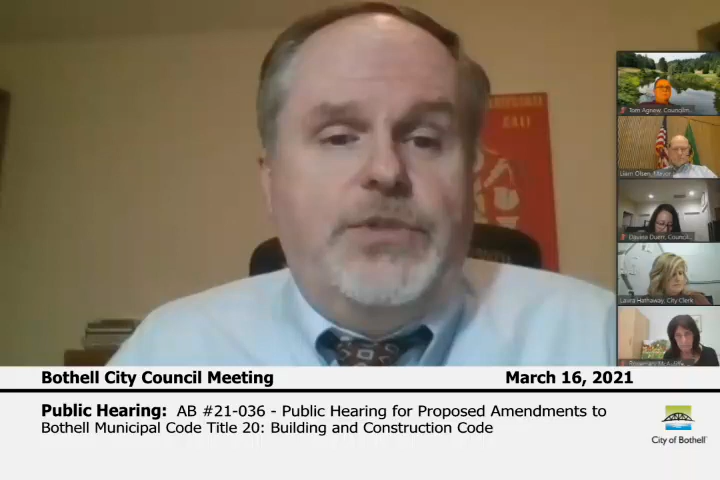 Tom Agnew, Councilm...
Liam Olsen, Mayor
Davina Duerr, Council...
Laura Hathaway, City Clerk
Bothell City Council Meeting
March 16, 2021
Public Hearing: AB #21-036 - Public Hearing for Proposed Amendments to
Bothell Municipal Code Title 20: Building and Construction Code
City of Bothell